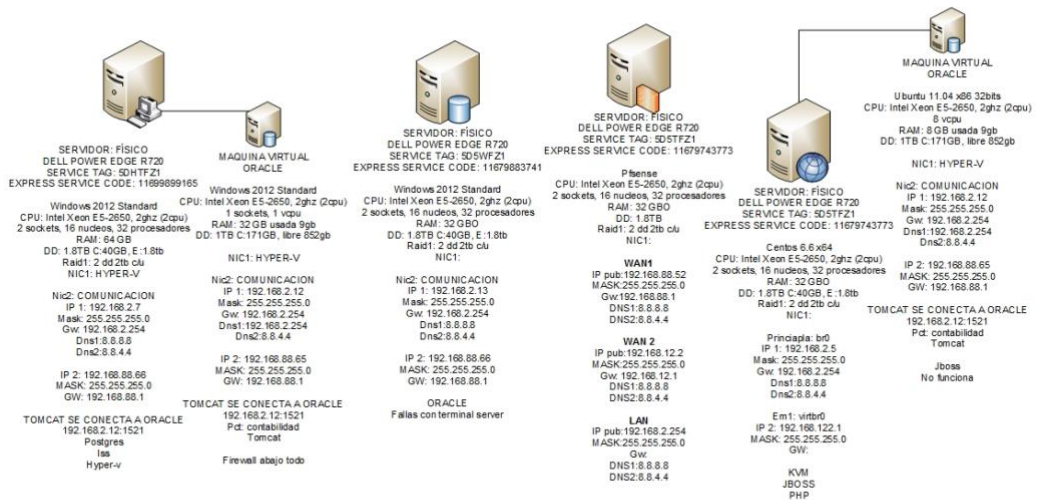 SERVIDOR: FÍSICO
DELL POWER EDGE R720
SERVICE TAG: 5DHTFZ1
EXPRESS SERVICE CODE: 11699899165
Windows 2012 Standard
CPU: Intel Xeon E5-2650, 2ghz (2cpu)
2 sockets, 16 nucleos, 32 procesadores
RAM: 64 GB
DD: 1.8TB C:40GB, E:1.8tb
Raid1: 2 dd 2tb c/u
NIC1: HYPER-V
Nic2: COMUNICACION
IP 1: 192.168.2.7
Mask: 255.255.255.0
Gw: 192.168.2.254
Dns1:8.8.8.8
Dns2:8.8.4.4
IP 2: 192.168.88.66
MASK: 255.255.255.0
GW: 192.168.88.1
TOMCAT SE CONECTA A ORACLE
192.168.2.12:1521
Postgres
Iss
Hyper-v
MAQUINA VIRTUAL
ORACLE
Windows 2012 Standard
CPU: Intel Xeon E5-2650, 2ghz (2cpu)
1 sockets, 1 vcpu
RAM: 32 GB usada 9gb
DD: 1TB C:171GB, libre 852gb
NIC1: HYPER-V
Nic2: COMUNICACION
IP 1: 192.168.2.12
Mask: 255.255.255.0
Gw: 192.168.2.254
Dns1:192.168.2.254
Dns2:8.8.4.4
IP 2: 192.168.88.65
MASK: 255.255.255.0
GW: 192.168.88.1
TOMCAT SE CONECTA A ORACLE
192.168.2.12:1521
Pct: contabilidad
Tomcat
Firewall abajo todo
SERVIDOR: FÍSICO
DELL POWER EDGE R720
SERVICE TAG: 5D5WFZ1
EXPRESS SERVICE CODE: 11679883741
Windows 2012 Standard
CPU: Intel Xeon E5-2650, 2ghz (2cpu)
2 sockets, 16 nucleos, 32 procesadores
RAM: 32 GBO
DD: 1.8TB C:40GB, E:1.8tb
Raid1: 2 dd 2tb c/u
NIC1:
Nic2: COMUNICACION
IP 1: 192.168.2.13
Mask: 255.255.255.0
Gw: 192.168.2.254
Dns1:8.8.8.8
Dns2:8.8.4.4
IP 2: 192.168.88.66
MASK: 255.255.255.0
GW: 192.168.88.1
ORACLE
Fallas con terminal server
SERVIDOR: FÍSICO
DELL POWER EDGE R720
SERVICE TAG: 5D5TFZ1
EXPRESS SERVICE CODE: 11679743773
Pfsense
CPU: Intel Xeon E5-2650, 2ghz (2cpu)
2 sockets, 16 nucleos, 32 procesadores
RAM: 32 GBO
DD: 1.8TB
Raid1: 2 dd 2tb c/u
NIC1:
WAN1
IP pub:192.168.88.52
MASK:255.255.255.0
Gw:192.168.88.1
DNS1:8.8.8.8
DNS2:8.8.4.4
WAN 2
IP pub:192.168.12.2
MASK:255.255.255.0
Gw: 192.168.12.1
DNS1:8.8.8.8
DNS2:8.8.4.4
LAN
IP pub:192.168.2.254
MASK:255.255.255.0
Gw:
DNS1:8.8.8.8
DNS2:8.8.4.4
SERVIDOR: FÍSICO
DELL POWER EDGE R720
SERVICE TAG: 5D5TFZ1
EXPRESS SERVICE CODE: 11679743773
Centos 6.6 x64
CPU: Intel Xeon E5-2650, 2ghz (2cpu)
2 sockets, 16 nucleos, 32 procesadores
RAM: 32 GBO
DD: 1.8TB C:40GB, E:1.8tb
Raid1: 2 dd 2tb c/u
NIC1:
Princiapla: br0
IP 1: 192.168.2.5
Mask: 255.255.255.0
Gw: 192.168.2.254
Dns1:8.8.8.8
Dns2:8.8.4.4
Em1: virtbr0
IP 2: 192.168.122.1
MASK: 255.255.255.0
GW:
KVM
JBOSS
PHP
MAQUINA VIRTUAL
ORACLE
Ubuntu 11.04 x86 32bits
CPU: Intel Xeon E5-2650, 2ghz (2cpu)
8 vcpu
RAM: 8 GB usada 9gb
DD: 1TB C:171GB, libre 852gb
NIC1: HYPER-V
Nic2: COMUNICACION
IP 1: 192.168.2.12
Mask: 255.255.255.0
Gw: 192.168.2.254
Dns1:192.168.2.254
Dns2:8.8.4.4
IP 2: 192.168.88.65
MASK: 255.255.255.0
GW: 192.168.88.1
TOMCAT SE CONECTA A ORACLE
192.168.2.12:1521
Pct: contabilidad
Tomcat
Jboss
No funciona